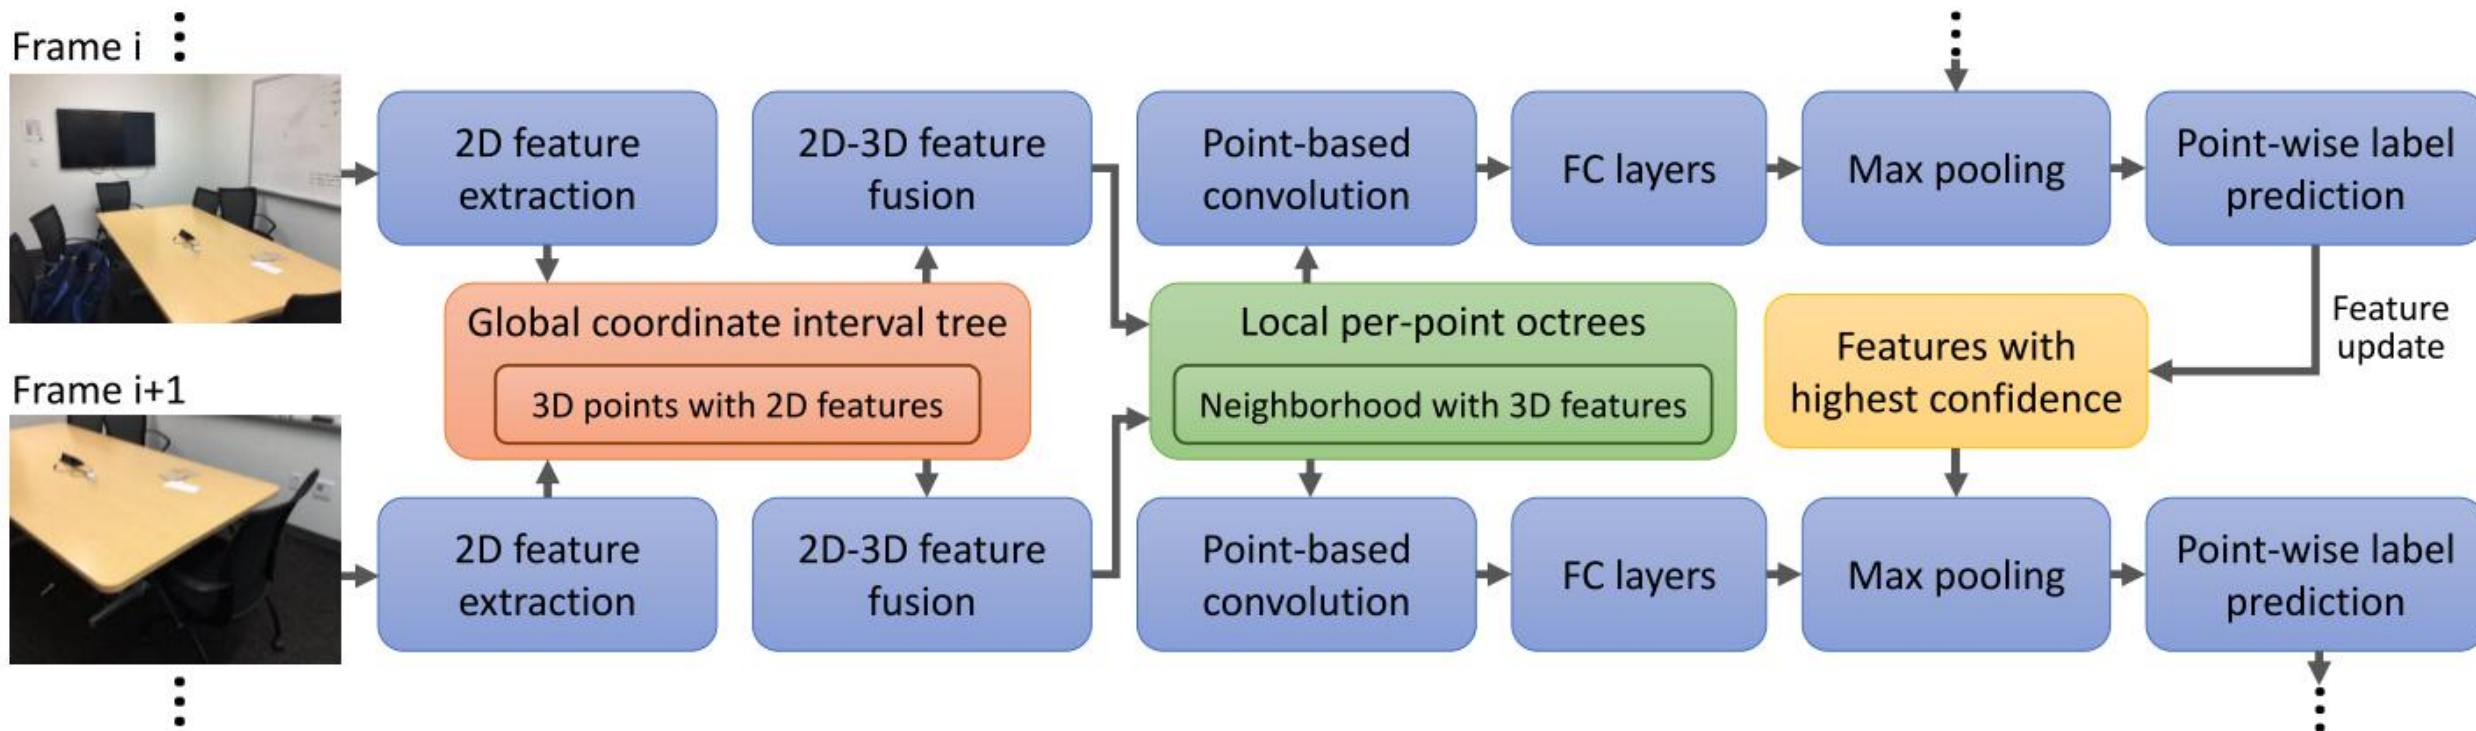 Frame i
2D feature
extraction
2D-3D feature
fusion
Point-based
convolution
FC layers
Max pooling
Point-wise label
prediction
Global coordinate interval tree
3D points with 2D features
Local per-point octrees
Neighborhood with 3D features
Features with
highest confidence
Feature
update
Frame i+1
2D feature
extraction
2D-3D feature
fusion
Point-based
convolution
FC layers
Max pooling
Point-wise label
prediction